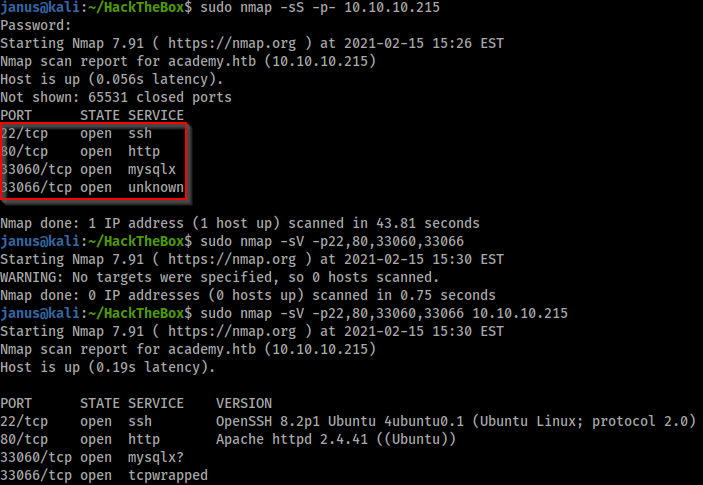 janus@kali:~/HackTheBox$ sudo nmap -sS -p- 10.10.10.215
Password:
Starting Nmap 7.91 ( https://nmap.org ) at 2021-02-15 15:26 EST
Nmap scan report for academy.htb (10.10.10.215)
Host is up (0.056s latency).
Not shown: 65531 closed ports
PORT      STATE SERVICE
22/tcp    open  ssh
80/tcp    open  http
33060/tcp open  mysqlx
33066/tcp open  unknown

Nmap done: 1 IP address (1 host up) scanned in 43.81 seconds
janus@kali:~/HackTheBox$ sudo nmap -sV -p22,80,33060,33066
Starting Nmap 7.91 ( https://nmap.org ) at 2021-02-15 15:30 EST
WARNING: No targets were specified, so 0 hosts scanned.
Nmap done: 0 IP addresses (0 hosts up) scanned in 0.75 seconds
janus@kali:~/HackTheBox$ sudo nmap -sV -p22,80,33060,33066 10.10.10.215
Starting Nmap 7.91 ( https://nmap.org ) at 2021-02-15 15:30 EST
Nmap scan report for academy.htb (10.10.10.215)
Host is up (0.19s latency).

PORT      STATE SERVICE    VERSION
22/tcp    open  ssh        OpenSSH 8.2p1 Ubuntu 4ubuntu0.1 (Ubuntu Linux; protocol 2.0)
80/tcp    open  http       Apache httpd 2.4.41 ((Ubuntu))
33060/tcp open  mysqlx?
33066/tcp open  tcpwrapped